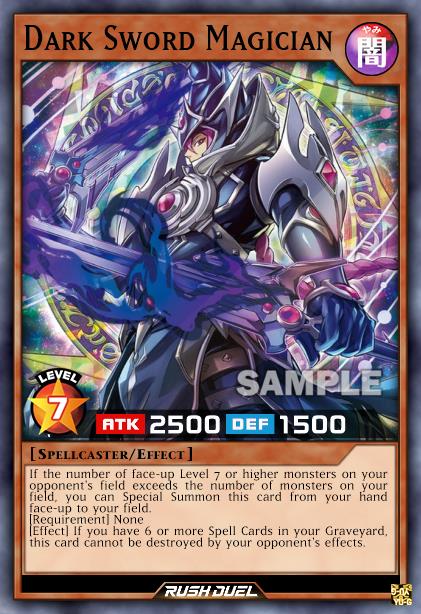 Dark Sword Magician
やみ
闇
SAMPLE
LEVEL
7
ATK 2500 DEF 1500
[Spellcaster/Effect]
If the number of face-up Level 7 or higher monsters on your
opponent's field exceeds the number of monsters on your
field, you can Special Summon this card from your hand
face-up to your field.
[Requirement] None
[Effect] If you have 6 or more Spell Cards in your Graveyard,
this card cannot be destroyed by your opponent's effects.
RUSH DUEL